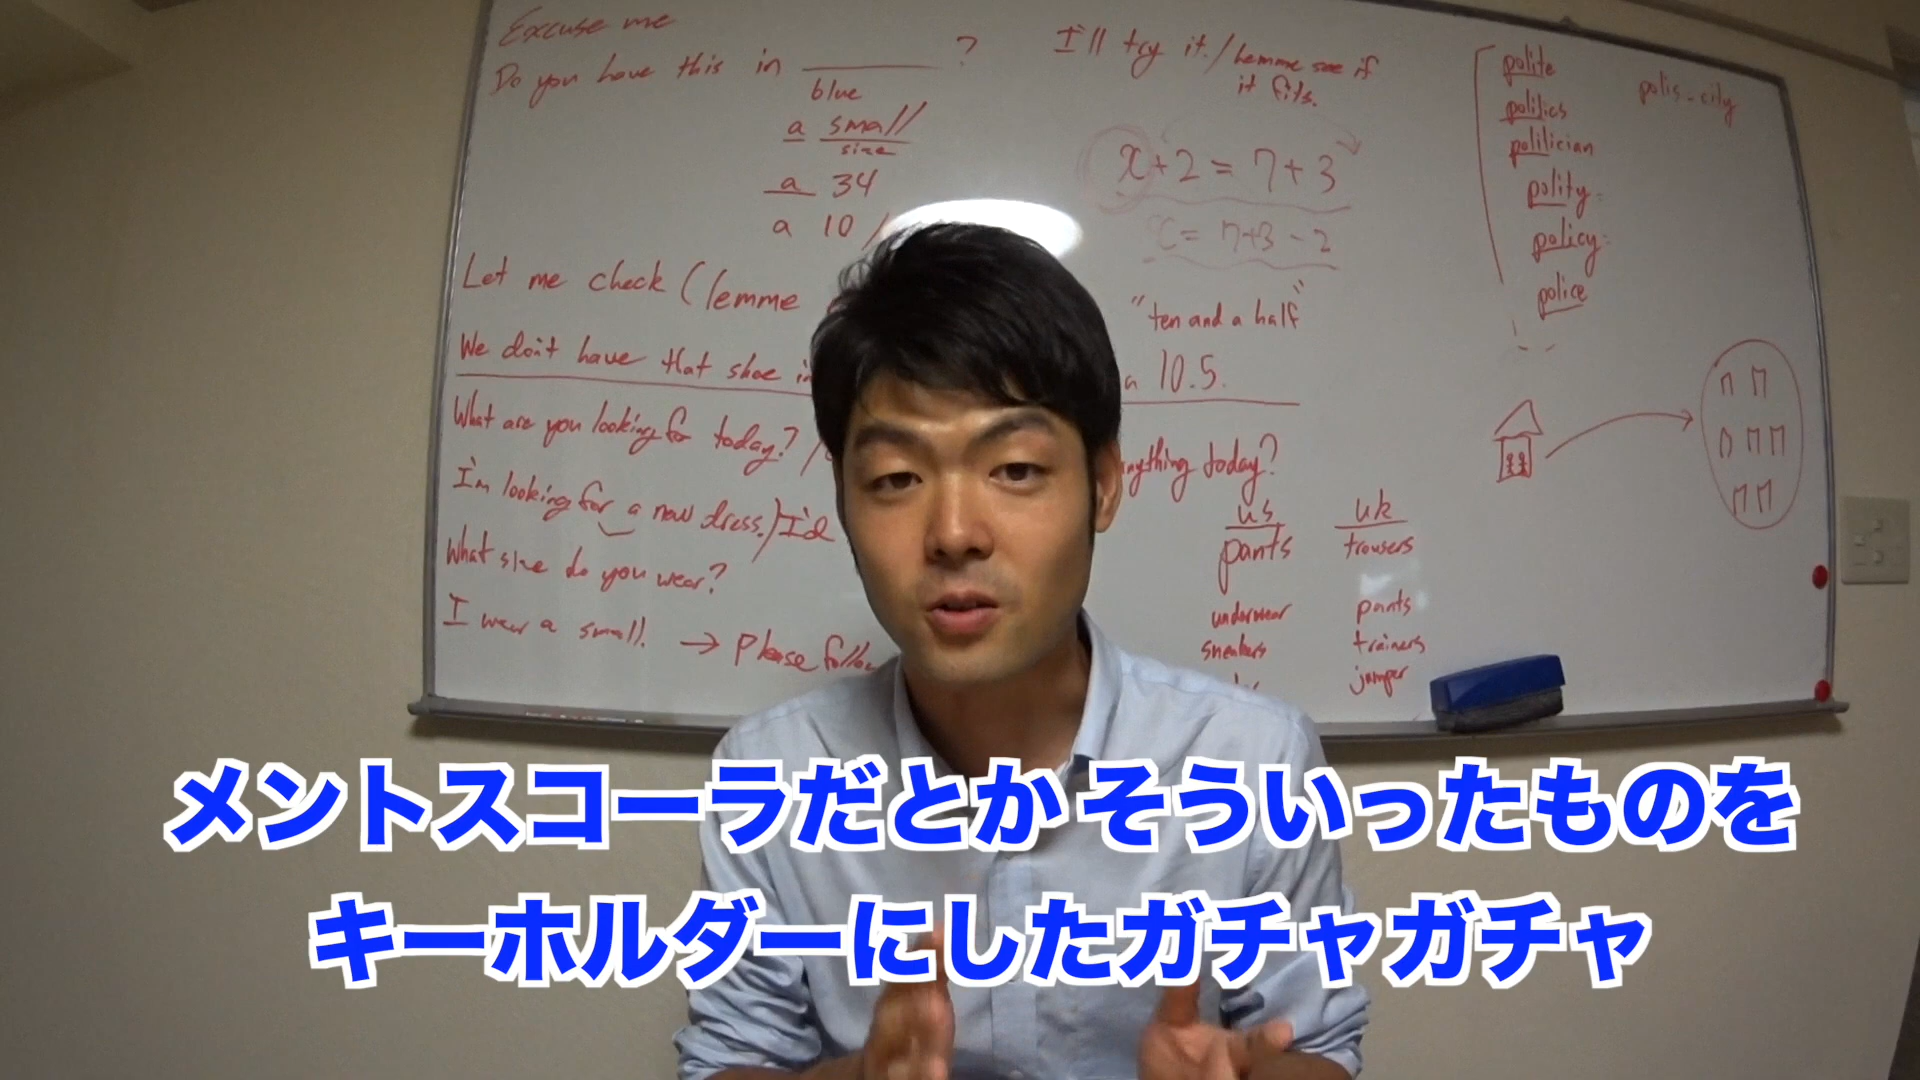 Excuse me
Do you have this in ______ ?
blue
a small
size
a 34
a 10 /
Let me check (lemme
We don't have that shoe in
What are you looking for today? /
I'm looking for a new dress. / I'd
What size do you wear?
I wear a small. → please follow
I'll try it. / Lemme see if
it fits.
x+2 = 7+3
x = 7+3 - 2
"ten and a half"
a 10.5.
anything today?
us uk
pants trousers
underwear pants
sneakers trainers
jumper
polite
politics
politician
polity:
policy:
police
polis - city
メントスコーラだとか そういったものを
キーホルダーにしたガチャガチャ